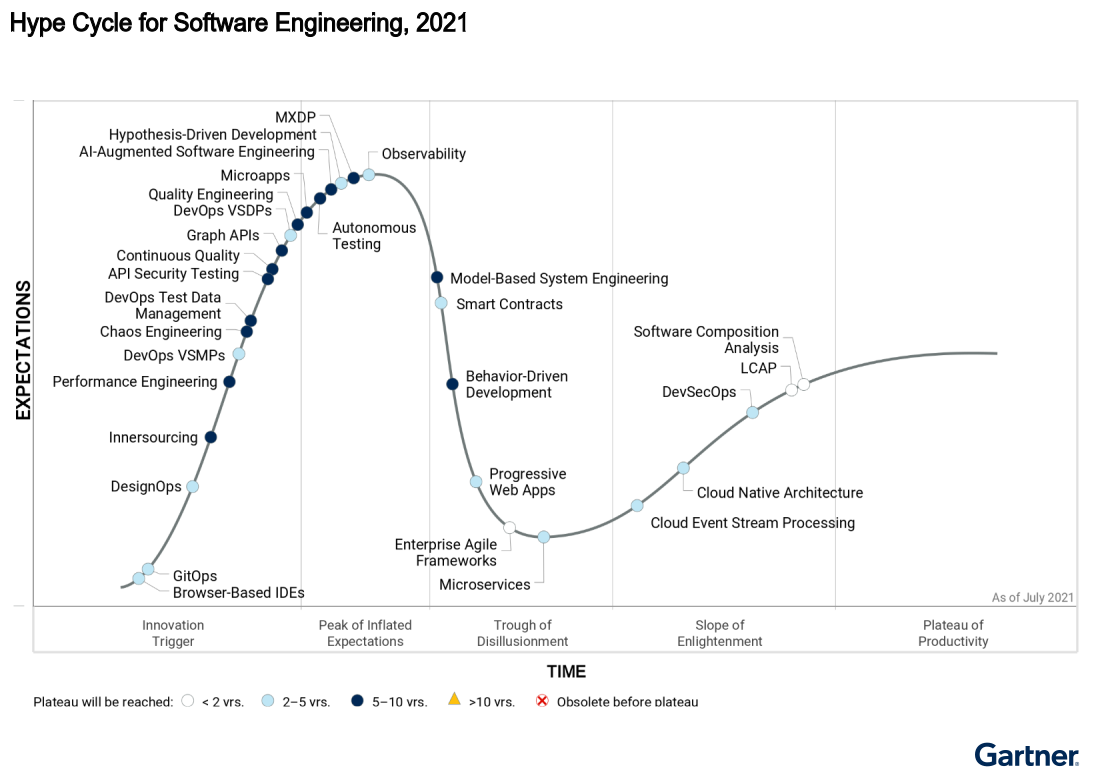 Hype Cycle for Software Engineering, 2021
MXDP
Hypothesis-Driven Development
AI-Augmented Software Engineering
Observability
Microapps
Quality Engineering
DevOps VSDPs
Autonomous
Testing
Graph APIs
Continuous Quality
API Security Testing
DevOps Test Data
Management
Chaos Engineering
DevOps VSMPs
Performance Engineering
Innersourcing
DesignOps
GitOps
Browser-Based IDEs
Model-Based System Engineering
Smart Contracts
Behavior-Driven
Development
Progressive
Web Apps
Enterprise Agile
Frameworks
Microservices
Software Composition
Analysis
LCAP
DevSecOps
Cloud Native Architecture
Cloud Event Stream Processing
EXPECTATIONS
As of July 2021
Innovation
Trigger
Peak of Inflated
Expectations
Trough of
Disillusionment
Slope of
Enlightenment
Plateau of
Productivity
TIME
Plateau will be reached: < 2 yrs. 2–5 yrs. 5–10 yrs. >10 yrs. Obsolete before plateau
Gartner